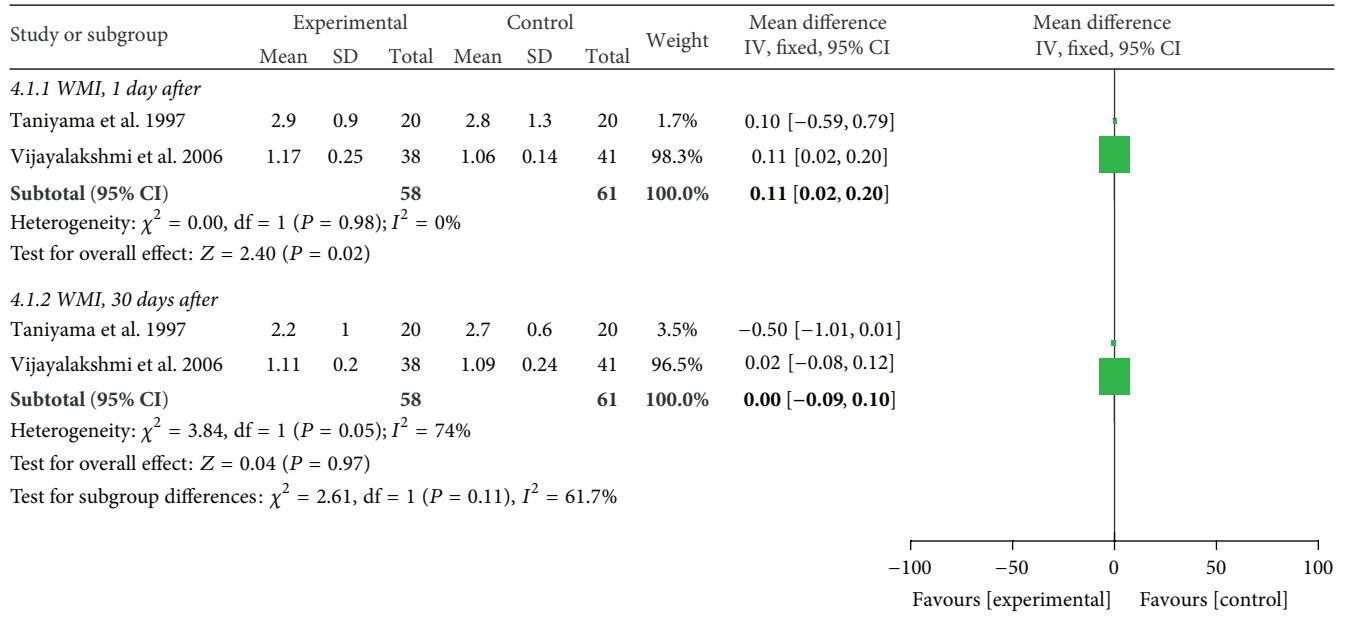 Study or subgroup Experimental Control Weight Mean difference Mean difference
Mean SD Total Mean SD Total IV, fixed, 95% CI IV, fixed, 95% CI
4.1.1 WMI, 1 day after
Taniyama et al. 1997 2.9 0.9 20 2.8 1.3 20 1.7% 0.10 [−0.59, 0.79]
Vijayalakshmi et al. 2006 1.17 0.25 38 1.06 0.14 41 98.3% 0.11 [0.02, 0.20]
Subtotal (95% CI) 58 61 100.0% 0.11 [0.02, 0.20]
Heterogeneity: χ² = 0.00, df = 1 (P = 0.98); I² = 0%
Test for overall effect: Z = 2.40 (P = 0.02)
4.1.2 WMI, 30 days after
Taniyama et al. 1997 2.2 1 20 2.7 0.6 20 3.5% −0.50 [−1.01, 0.01]
Vijayalakshmi et al. 2006 1.11 0.2 38 1.09 0.24 41 96.5% 0.02 [−0.08, 0.12]
Subtotal (95% CI) 58 61 100.0% 0.00 [−0.09, 0.10]
Heterogeneity: χ² = 3.84, df = 1 (P = 0.05); I² = 74%
Test for overall effect: Z = 0.04 (P = 0.97)
Test for subgroup differences: χ² = 2.61, df = 1 (P = 0.11), I² = 61.7%
−100 −50 0 50 100
Favours [experimental] Favours [control]